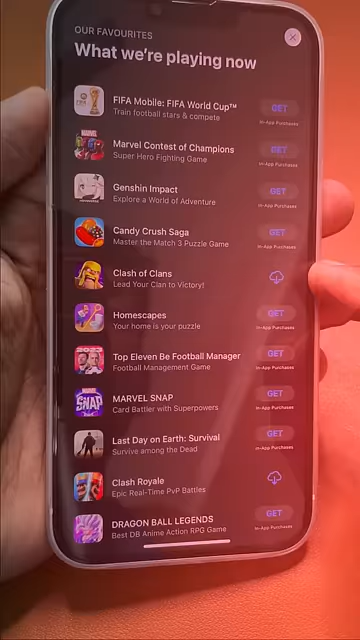 OUR FAVOURITES
What we're playing now
FIFA Mobile: FIFA World Cup™
Train football stars & compete
GET
In-App Purchases
MARVEL
Marvel Contest of Champions
Super Hero Fighting Game
GET
In-App Purchases
Genshin Impact
Explore a World of Adventure
GET
In-App Purchases
Candy Crush Saga
Master the Match 3 Puzzle Game
GET
In-App Purchases
Clash of Clans
Lead Your Clan to Victory!
Homescapes
Your home is your puzzle
GET
In-App Purchases
2023
Top Eleven Be Football Manager
Football Management Game
GET
In-App Purchases
MARVEL
SNAP
MARVEL SNAP
Card Battler with Superpowers
GET
In-App Purchases
Last Day on Earth: Survival
Survive among the Dead
GET
In-App Purchases
Clash Royale
Epic Real-Time PvP Battles
DRAGON BALL LEGENDS
Best DB Anime Action RPG Game
GET
In-App Purchases